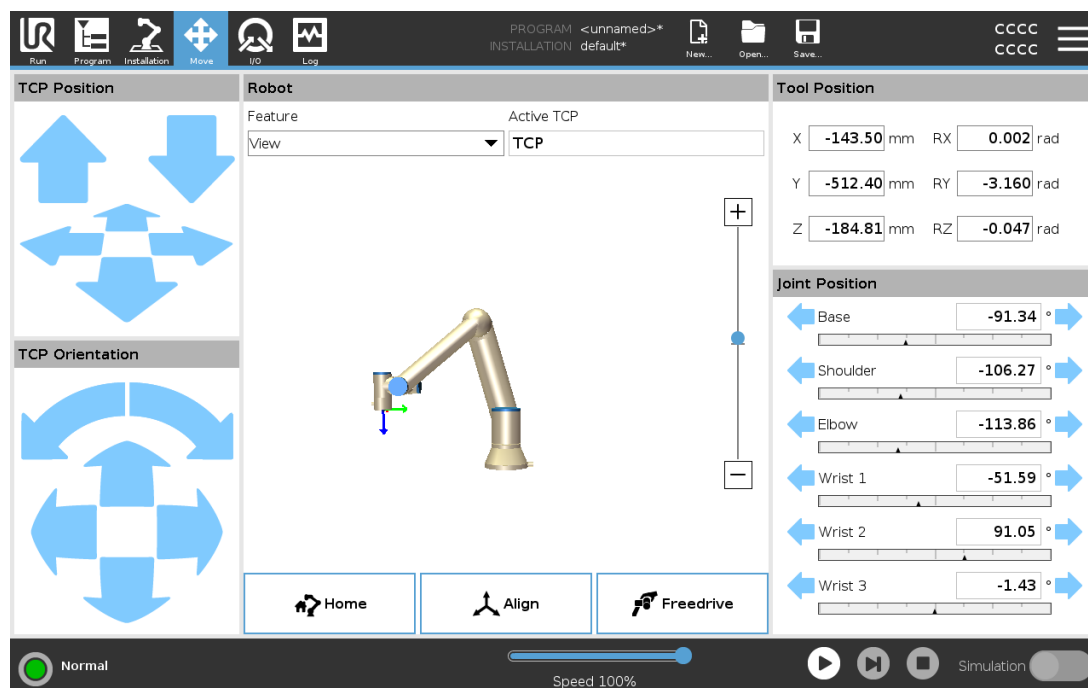 PROGRAM <unnamed>*
INSTALLATION default*
CCCC
CCCC
Run Program Installation Move I/O Log New... Open... Save...
TCP Position
Robot
Feature
Active TCP
View
TCP
TCP Orientation
Home
Align
Freedrive
Tool Position
X -143.50 mm RX 0.002 rad
Y -512.40 mm RY -3.160 rad
Z -184.81 mm RZ -0.047 rad
Joint Position
Base -91.34 °
Shoulder -106.27 °
Elbow -113.86 °
Wrist 1 -51.59 °
Wrist 2 91.05 °
Wrist 3 -1.43 °
Normal
Speed 100%
Simulation